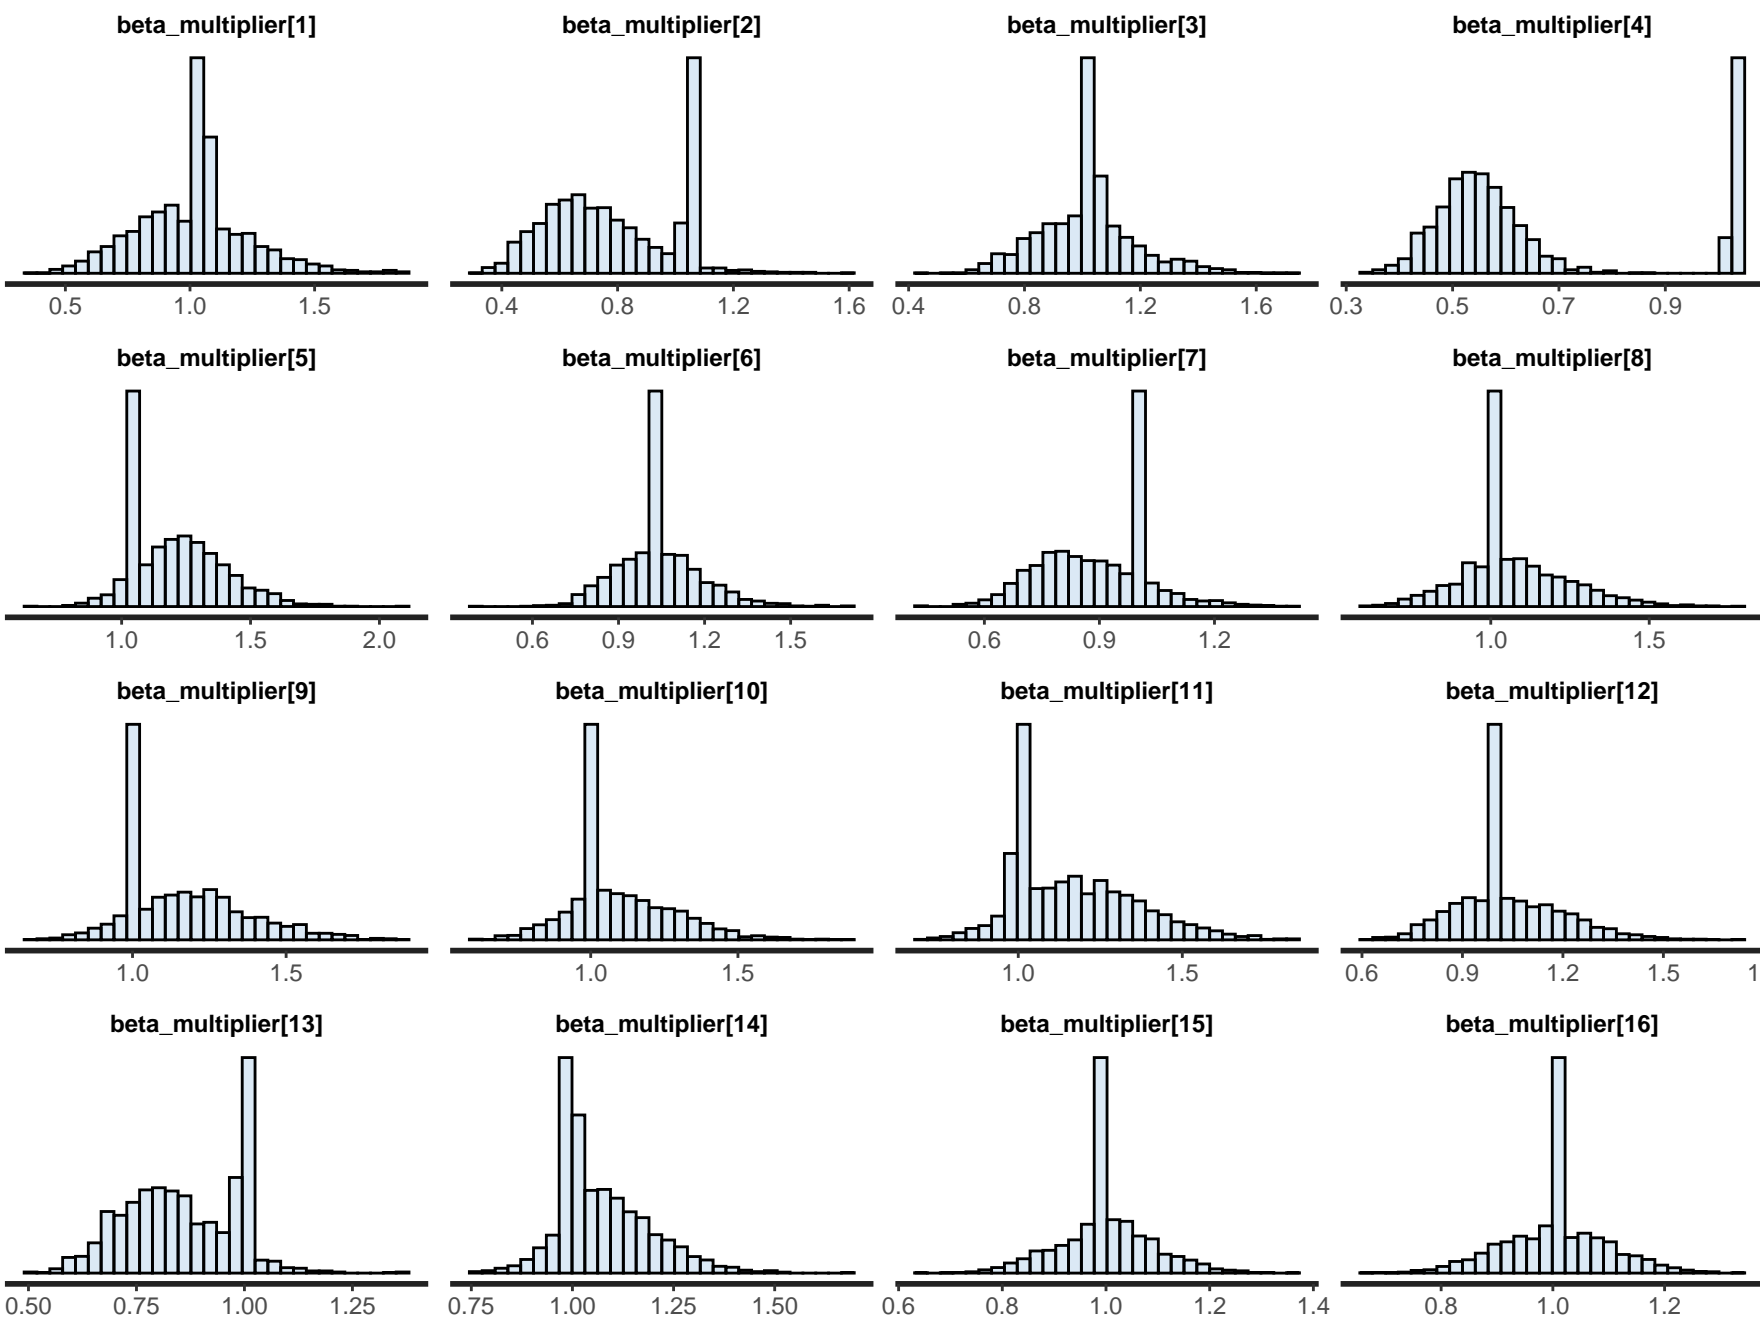 beta_multiplier[1] beta_multiplier[2] beta_multiplier[3] beta_multiplier[4]
0.5 1.0 1.5 0.4 0.8 1.2 1.6 0.4 0.8 1.2 1.6 0.3 0.5 0.7 0.9
beta_multiplier[5] beta_multiplier[6] beta_multiplier[7] beta_multiplier[8]
1.0 1.5 2.0 0.6 0.9 1.2 1.5 0.6 0.9 1.2 1.0 1.5
beta_multiplier[9] beta_multiplier[10] beta_multiplier[11] beta_multiplier[12]
1.0 1.5 1.0 1.5 1.0 1.5 0.6 0.9 1.2 1.5 1
beta_multiplier[13] beta_multiplier[14] beta_multiplier[15] beta_multiplier[16]
0.50 0.75 1.00 1.25 0.75 1.00 1.25 1.50 0.6 0.8 1.0 1.2 1.4 0.8 1.0 1.2